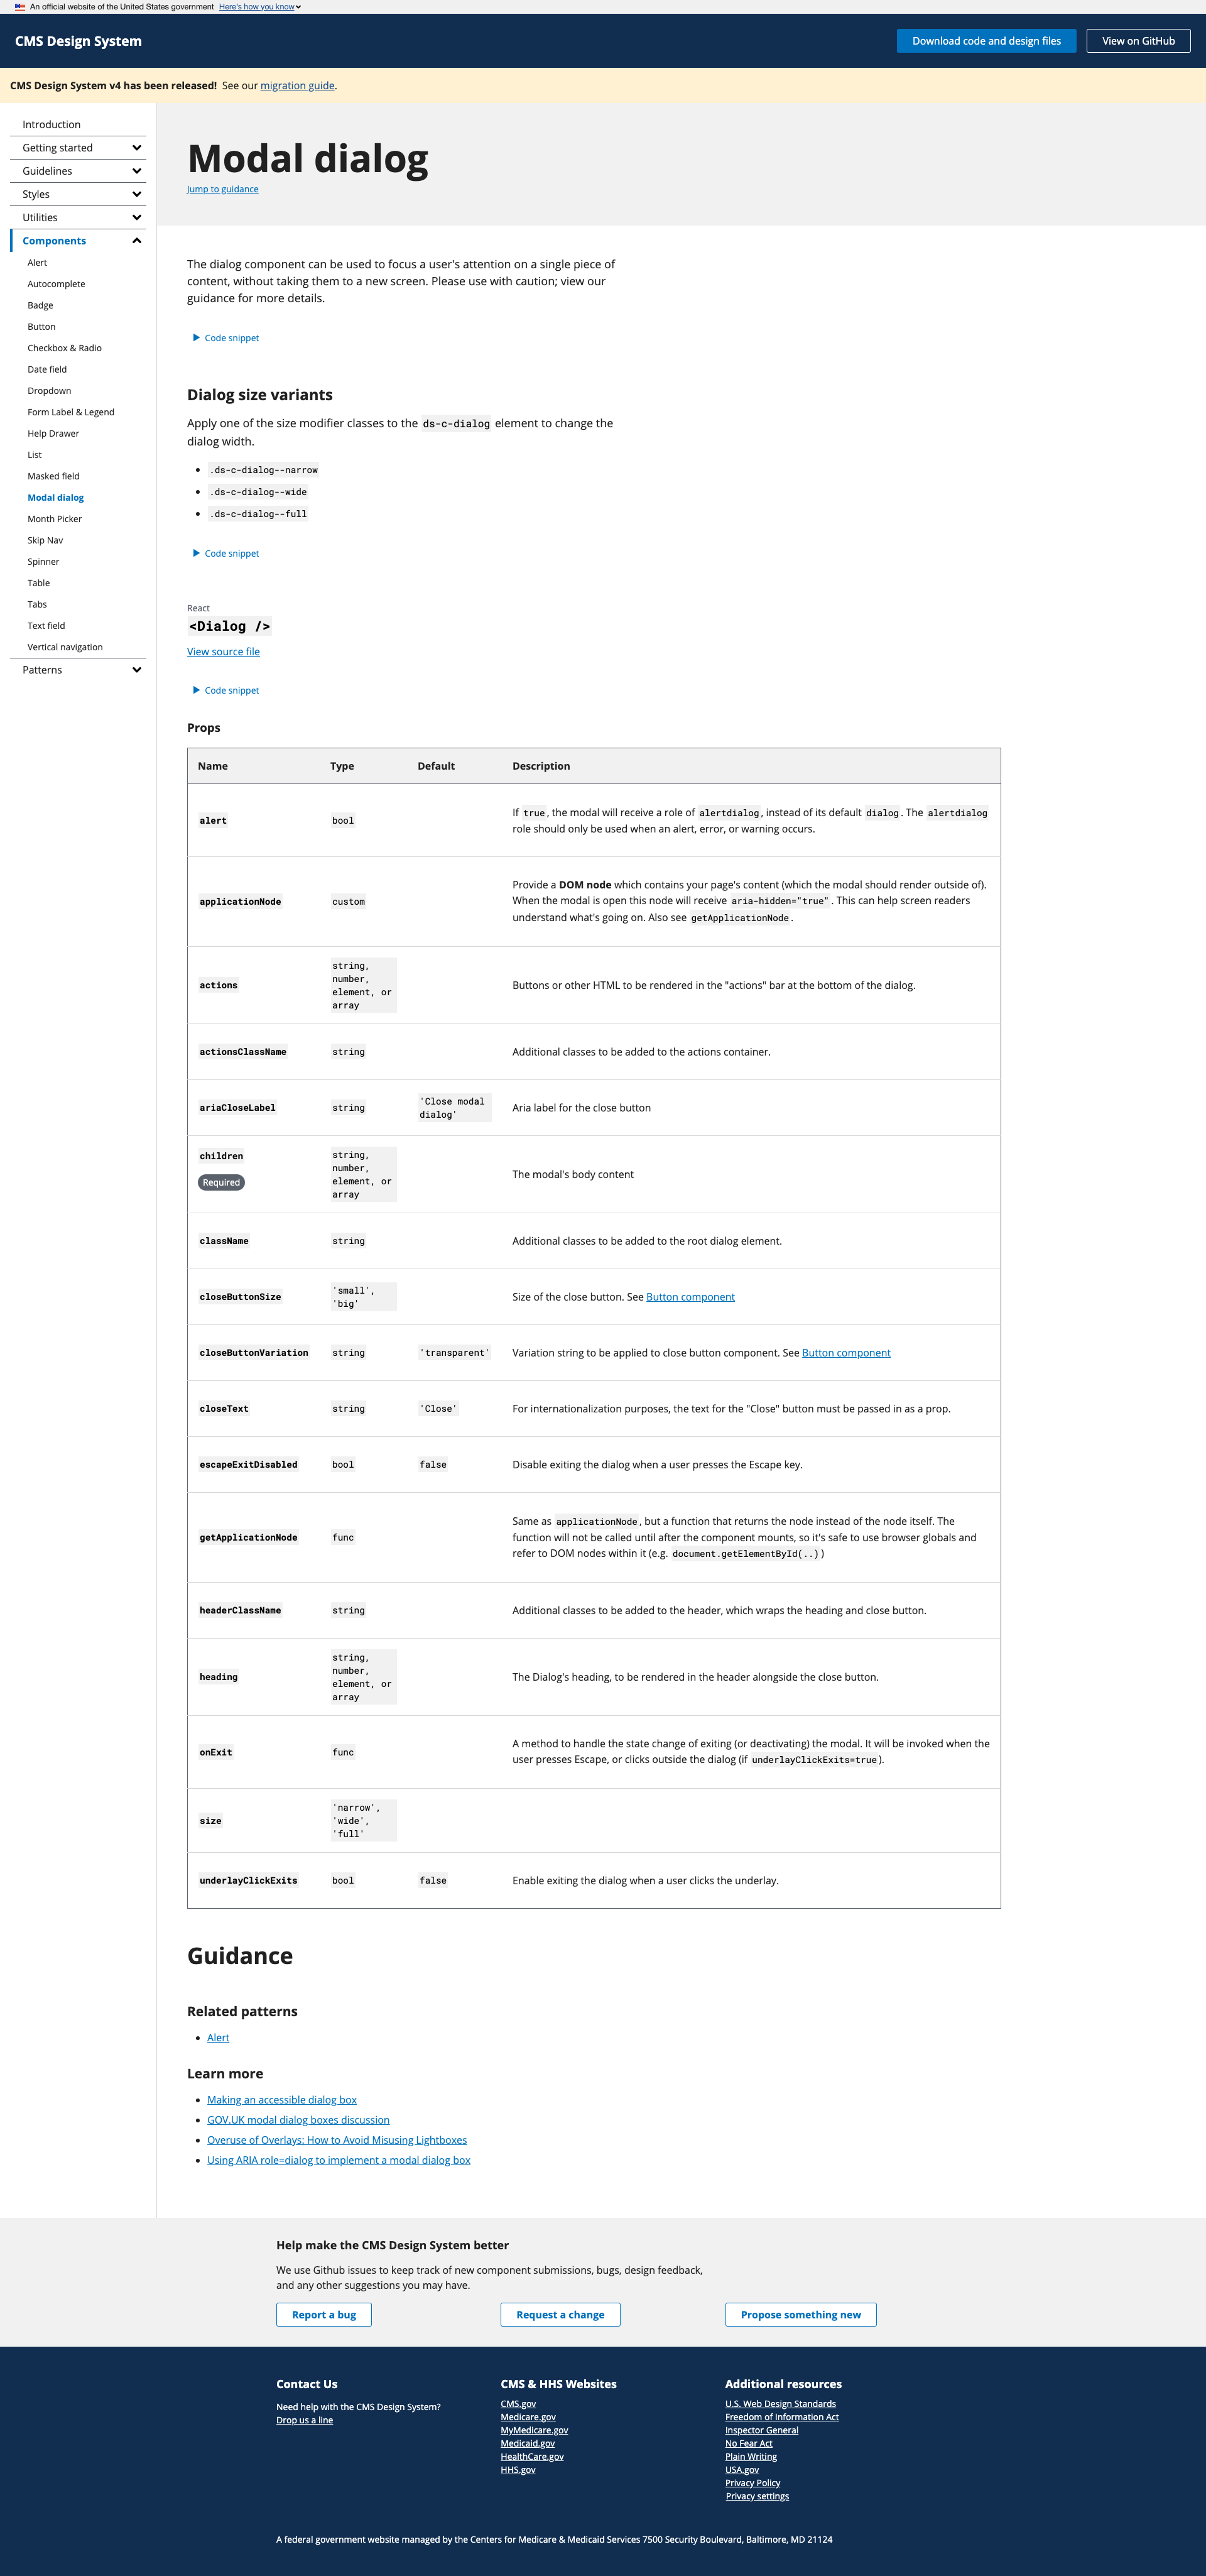 An official website of the United States government Here's how you know
CMS Design System
Download code and design files
View on GitHub
CMS Design System v4 has been released! See our migration guide.
Introduction
Getting started
Guidelines
Styles
Utilities
Components
Alert
Autocomplete
Badge
Button
Checkbox & Radio
Date field
Dropdown
Form Label & Legend
Help Drawer
List
Masked field
Modal dialog
Month Picker
Skip Nav
Spinner
Table
Tabs
Text field
Vertical navigation
Patterns
Modal dialog
Jump to guidance
The dialog component can be used to focus a user's attention on a single piece of
content, without taking them to a new screen. Please use with caution; view our
guidance for more details.
Code snippet
Dialog size variants
Apply one of the size modifier classes to the ds-c-dialog element to change the
dialog width.
.ds-c-dialog--narrow
.ds-c-dialog--wide
.ds-c-dialog--full
Code snippet
React
<Dialog />
View source file
Code snippet
Props
Name Type Default Description
alert bool If true, the modal will receive a role of alertdialog, instead of its default dialog. The alertdialog
role should only be used when an alert, error, or warning occurs.
applicationNode custom Provide a DOM node which contains your page's content (which the modal should render outside of).
When the modal is open this node will receive aria-hidden="true". This can help screen readers
understand what's going on. Also see getApplicationNode.
actions
string,
number,
element, or
array
Buttons or other HTML to be rendered in the "actions" bar at the bottom of the dialog.
actionsClassName string Additional classes to be added to the actions container.
ariaCloseLabel string
'Close modal
dialog'
Aria label for the close button
children
Required
string,
number,
element, or
array
The modal's body content
className string Additional classes to be added to the root dialog element.
closeButtonSize
'small',
'big'
Size of the close button. See Button component
closeButtonVariation string 'transparent' Variation string to be applied to close button component. See Button component
closeText string 'Close' For internationalization purposes, the text for the "Close" button must be passed in as a prop.
escapeExitDisabled bool false Disable exiting the dialog when a user presses the Escape key.
getApplicationNode func Same as applicationNode, but a function that returns the node instead of the node itself. The
function will not be called until after the component mounts, so it's safe to use browser globals and
refer to DOM nodes within it (e.g. document.getElementById(..))
headerClassName string Additional classes to be added to the header, which wraps the heading and close button.
heading
string,
number,
element, or
array
The Dialog's heading, to be rendered in the header alongside the close button.
onExit func A method to handle the state change of exiting (or deactivating) the modal. It will be invoked when the
user presses Escape, or clicks outside the dialog (if underlayClickExits=true).
size
'narrow',
'wide',
'full'
underlayClickExits bool false Enable exiting the dialog when a user clicks the underlay.
Guidance
Related patterns
Alert
Learn more
Making an accessible dialog box
GOV.UK modal dialog boxes discussion
Overuse of Overlays: How to Avoid Misusing Lightboxes
Using ARIA role=dialog to implement a modal dialog box
Help make the CMS Design System better
We use Github issues to keep track of new component submissions, bugs, design feedback,
and any other suggestions you may have.
Report a bug
Request a change
Propose something new
Contact Us
Need help with the CMS Design System?
Drop us a line
CMS & HHS Websites
CMS.gov
Medicare.gov
MyMedicare.gov
Medicaid.gov
HealthCare.gov
HHS.gov
Additional resources
U.S. Web Design Standards
Freedom of Information Act
Inspector General
No Fear Act
Plain Writing
USA.gov
Privacy Policy
Privacy settings
A federal government website managed by the Centers for Medicare & Medicaid Services 7500 Security Boulevard, Baltimore, MD 21124